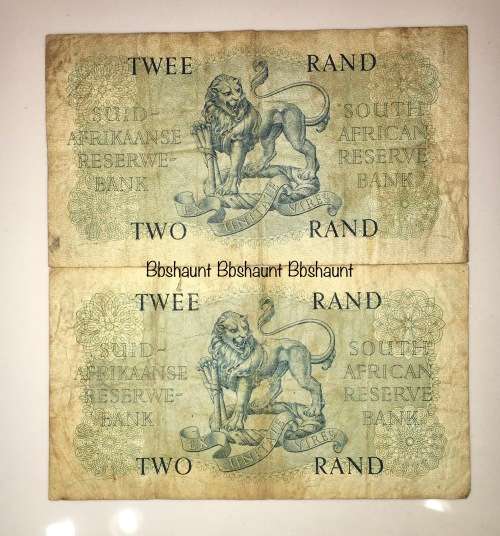 TWEE RAND
SUID-
AFRIKAANSE
RESERWE-
BANK
SOUTH
AFRICAN
RESERVE
BANK
EX UNITATE VIRES
TWO RAND
Bbshaunt Bbshaunt Bbshaunt
TWEE RAND
SUID-
AFRIKAANSE
RESERWE-
BANK
SOUTH
AFRICAN
RESERVE
BANK
EX UNITATE VIRES
TWO RAND